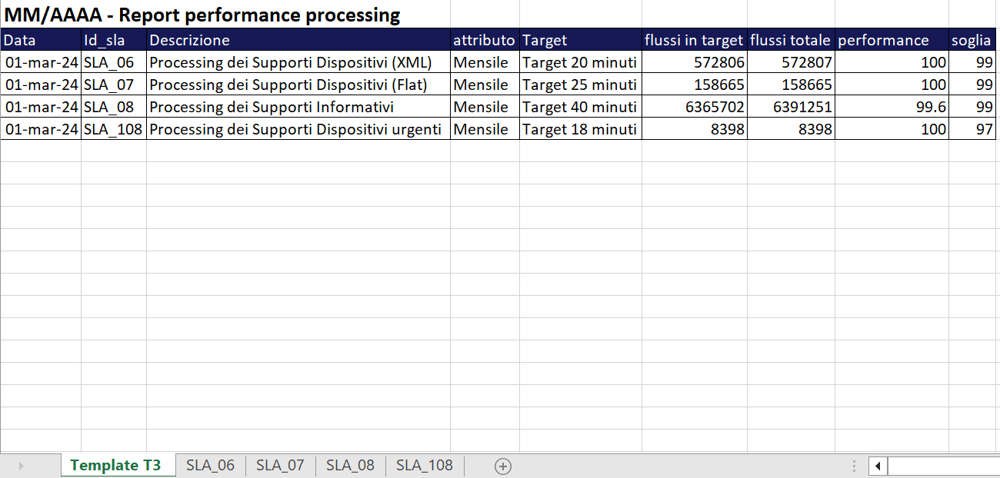 MM/AAAA - Report performance processing
Data Id_sla Descrizione attributo Target flussi in target flussi totale performance soglia
01-mar-24 SLA_06 Processing dei Supporti Dispositivi (XML) Mensile Target 20 minuti 572806 572807 100 99
01-mar-24 SLA_07 Processing dei Supporti Dispositivi (Flat) Mensile Target 25 minuti 158665 158665 100 99
01-mar-24 SLA_08 Processing dei Supporti Informativi Mensile Target 40 minuti 6365702 6391251 99.6 99
01-mar-24 SLA_108 Processing dei Supporti Dispositivi urgenti Mensile Target 18 minuti 8398 8398 100 97
Template T3 SLA_06 SLA_07 SLA_08 SLA_108